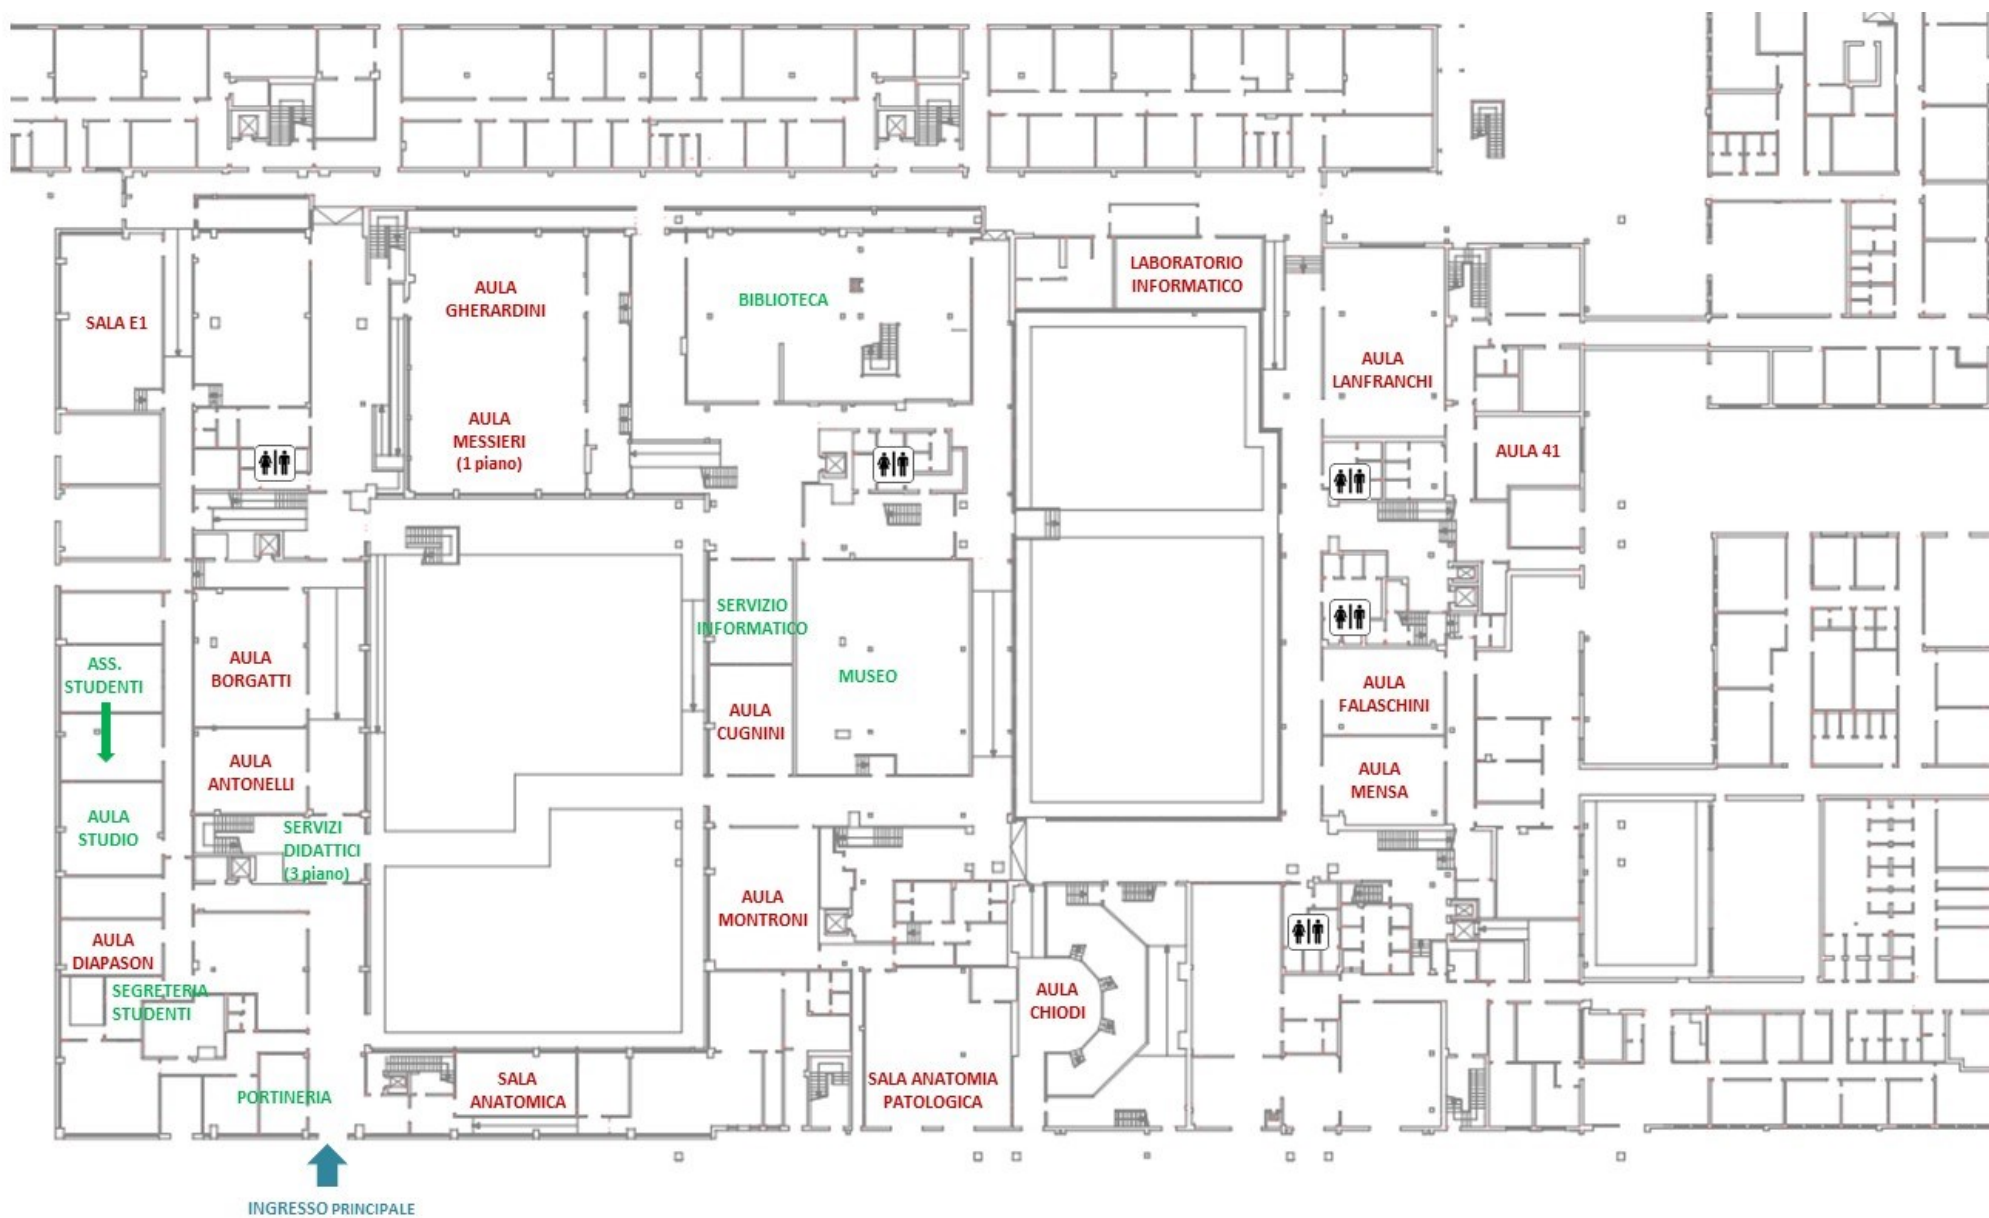 LABORATORIO
INFORMATICO
AULA
GHERARDINI
BIBLIOTECA
SALA E1
AULA
LANFRANCHI
AULA
MESSIERI
(1 piano)
AULA 41
SERVIZIO
INFORMATICO
ASS.
STUDENTI
AULA
BORGATTI
MUSEO
AULA
FALASCHINI
AULA
CUGNINI
AULA
ANTONELLI
AULA
MENSA
AULA
STUDIO
SERVIZI
DIDATTICI
(3 piano)
AULA
MONTRONI
AULA
DIAPASON
SEGRETERIA
STUDENTI
AULA
CHIODI
SALA
ANATOMICA
SALA ANATOMIA
PATOLOGICA
PORTINERIA
INGRESSO PRINCIPALE